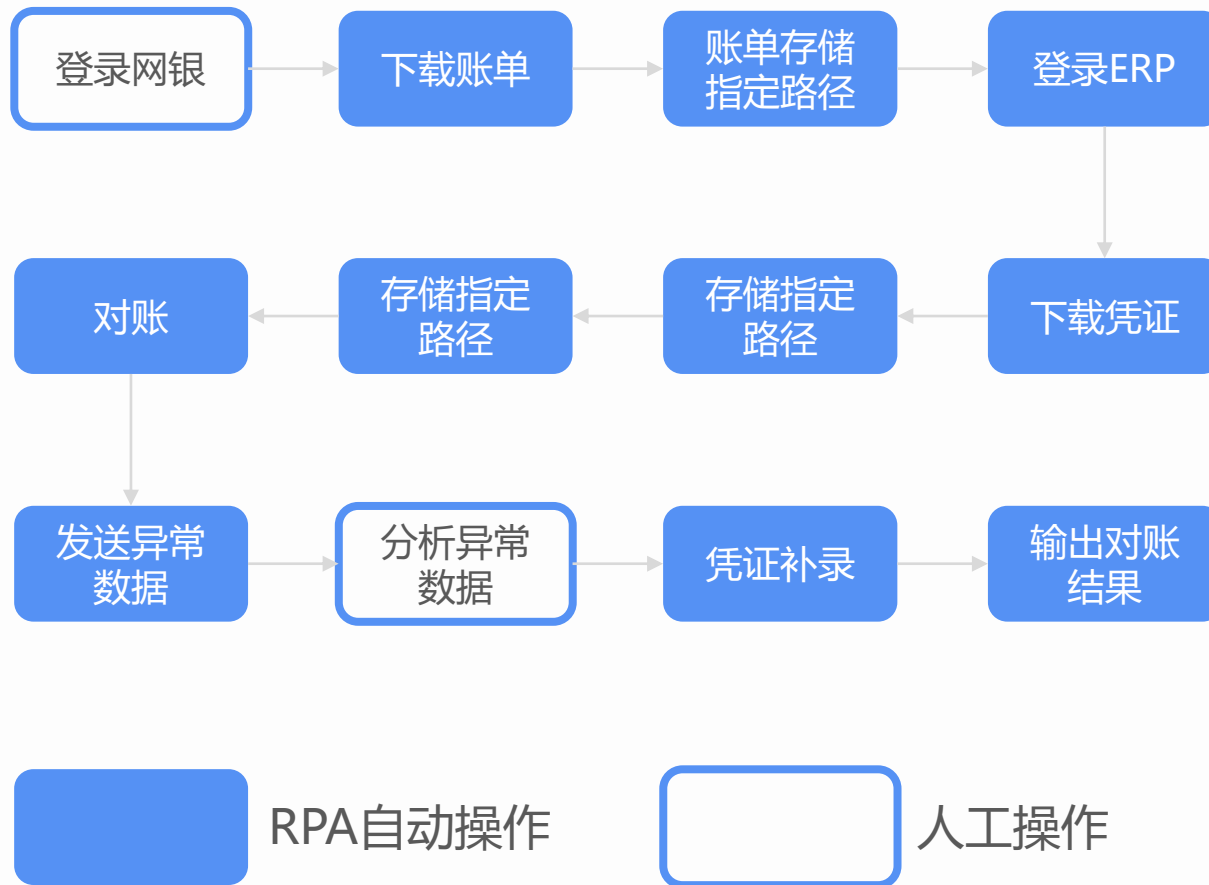 登录网银
下载账单
账单存储
指定路径
登录ERP
对账
存储指定
路径
存储指定
路径
下载凭证
发送异常
数据
分析异常
数据
凭证补录
输出对账
结果
RPA自动操作
人工操作